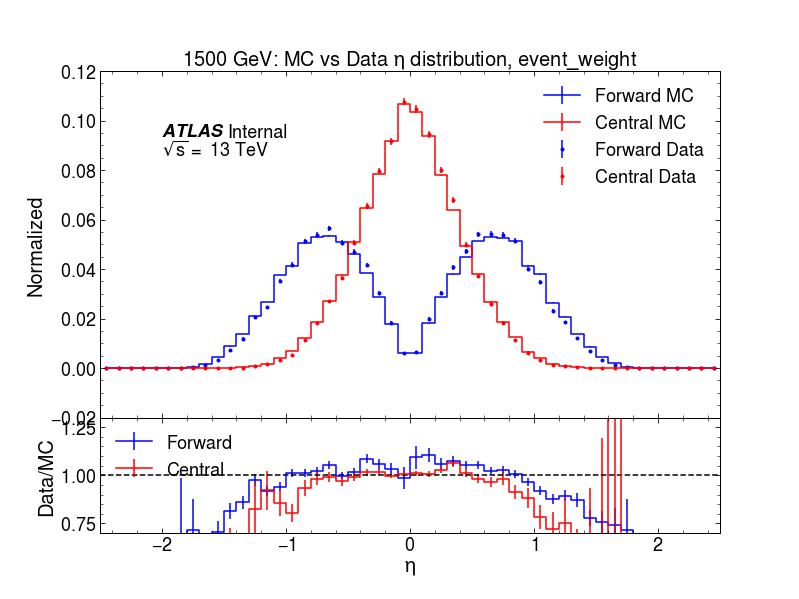 1500 GeV: MC vs Data η distribution, event_weight
0.12
0.10
0.08
0.06
0.04
0.02
0.00
−0.02
Normalized
ATLAS Internal
√s = 13 TeV
Forward MC
Central MC
Forward Data
Central Data
1.25
1.00
0.75
Data/MC
Forward
Central
−2 −1 0 1 2
η